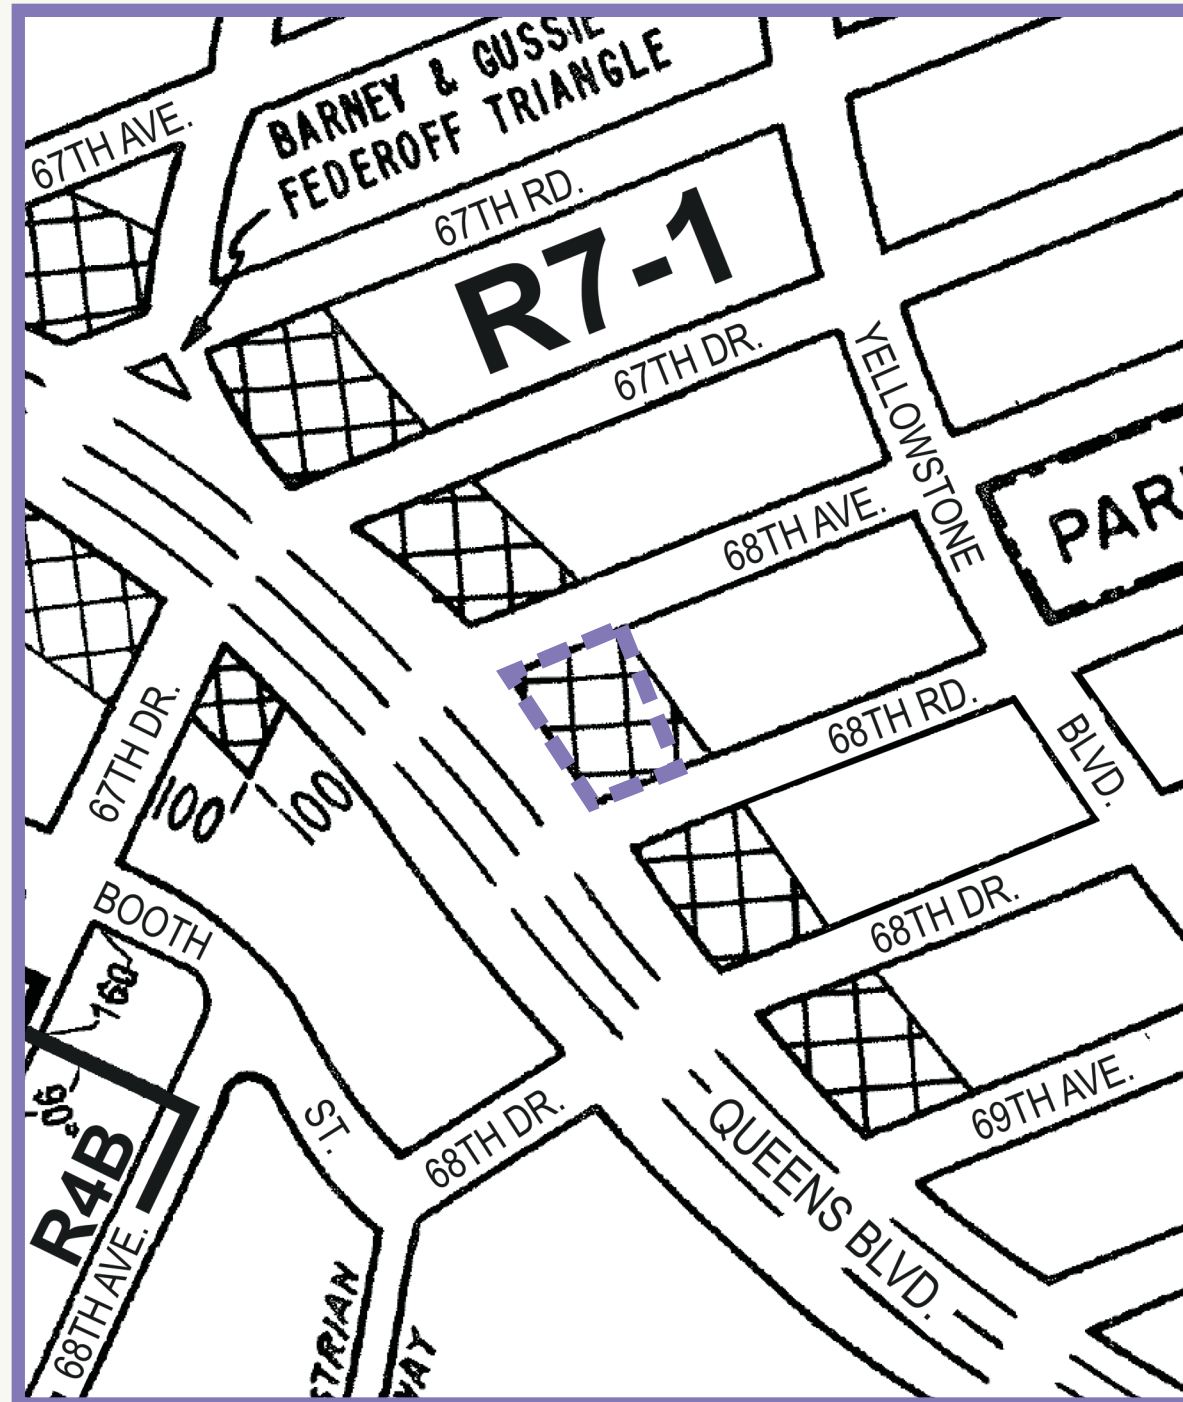 BARNEY & GUSSIE
FEDEROFF TRIANGLE
67TH AVE.
67TH RD.
R7-1
67TH DR.
YELLOWSTONE
BLVD.
68TH AVE.
67TH DR.
100
100
68TH RD.
BOOTH
ST.
160
68TH DR.
90°
R4B
68TH AVE.
68TH DR.
69TH AVE.
QUEENS BLVD.